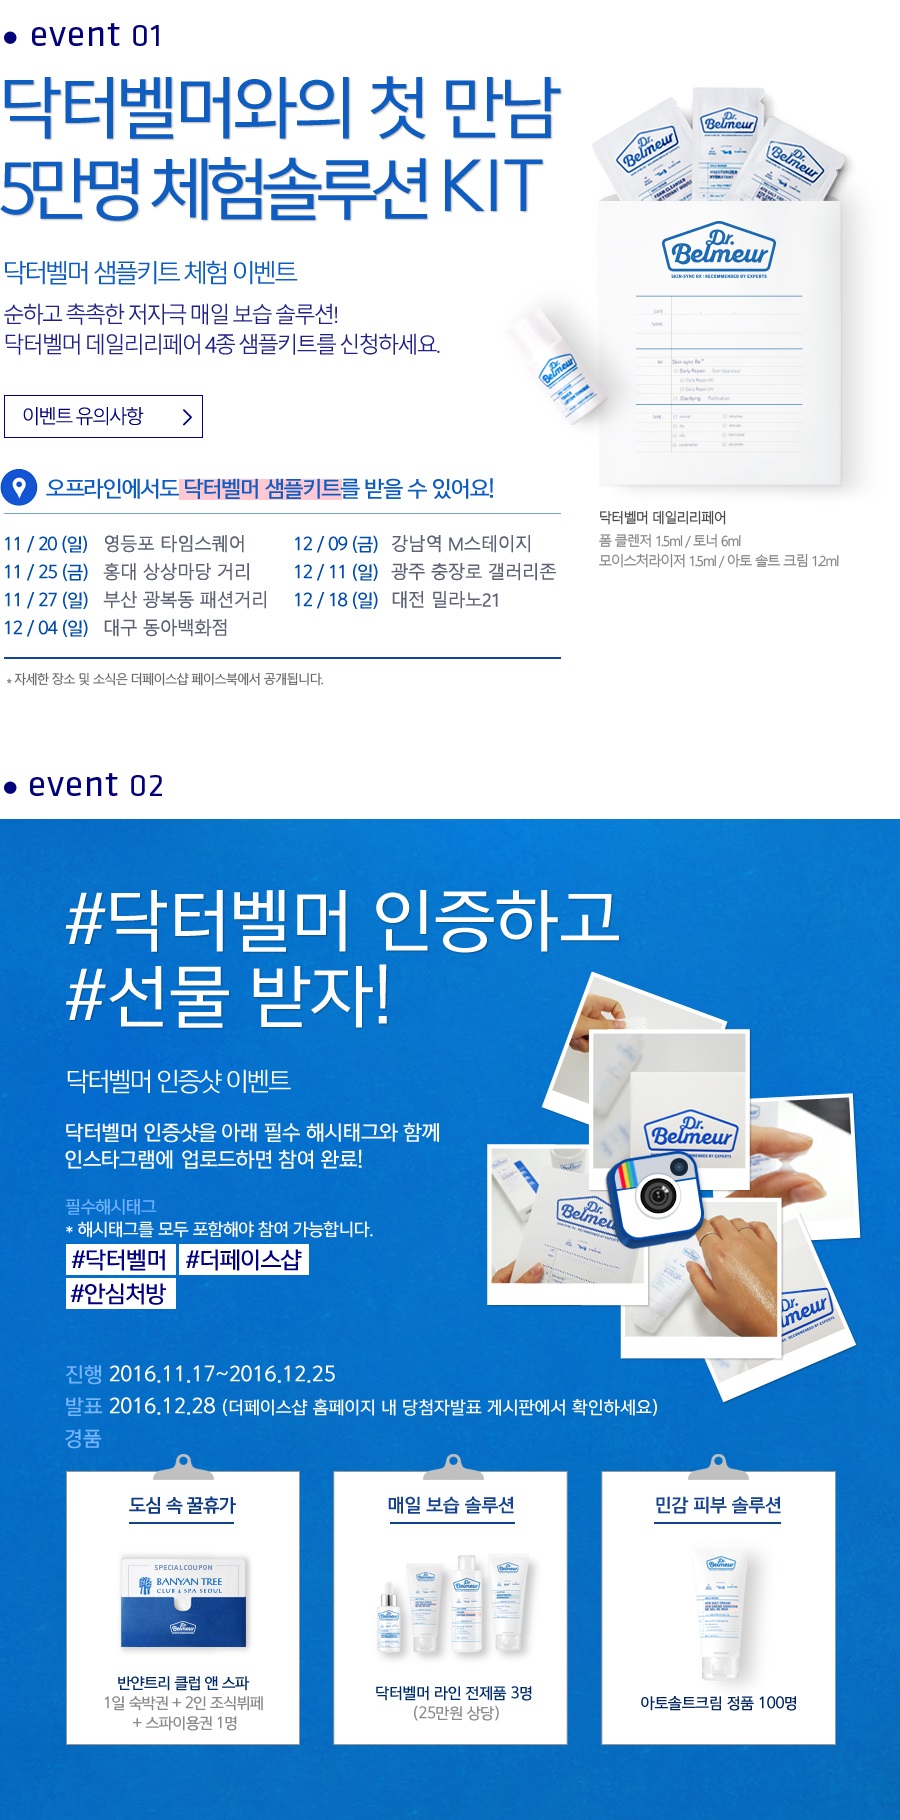 event 01
닥터벨머와의 첫 만남
5만명 체험솔루션 KIT
닥터벨머 샘플키트 체험 이벤트
순하고 촉촉한 저자극 매일 보습 솔루션!
닥터벨머 데일리리페어 4종 샘플키트를 신청하세요.
이벤트 유의사항 >
Dr.
Belmeur
SKIN-SYNC RX : RECOMMENDED BY EXPERTS
오프라인에서도 닥터벨머 샘플키트를 받을 수 있어요!
11 / 20 (일) 영등포 타임스퀘어
11 / 25 (금) 홍대 상상마당 거리
11 / 27 (일) 부산 광복동 패션거리
12 / 04 (일) 대구 동아백화점
12 / 09 (금) 강남역 M스테이지
12 / 11 (일) 광주 충장로 갤러리존
12 / 18 (일) 대전 밀라노21
* 자세한 장소 및 소식은 더페이스샵 페이스북에서 공개됩니다.
닥터벨머 데일리리페어
폼 클렌저 1.5ml / 토너 6ml
모이스처라이저 1.5ml / 아토 솔트 크림 1.2ml
event 02
#닥터벨머 인증하고
#선물 받자!
닥터벨머 인증샷 이벤트
닥터벨머 인증샷을 아래 필수 해시태그와 함께
인스타그램에 업로드하면 참여 완료!
필수해시태그
* 해시태그를 모두 포함해야 참여 가능합니다.
#닥터벨머 #더페이스샵
#안심처방
Dr.
Belmeur
진행 2016.11.17~2016.12.25
발표 2016.12.28 (더페이스샵 홈페이지 내 당첨자발표 게시판에서 확인하세요)
경품
도심 속 꿀휴가
SPECIAL COUPON
BANYAN TREE
CLUB & SPA SEOUL
Dr.
Belmeur
반얀트리 클럽 앤 스파
1일 숙박권 + 2인 조식뷔페
+ 스파이용권 1명
매일 보습 솔루션
닥터벨머 라인 전제품 3명
(25만원 상당)
민감 피부 솔루션
아토솔트크림 정품 100명